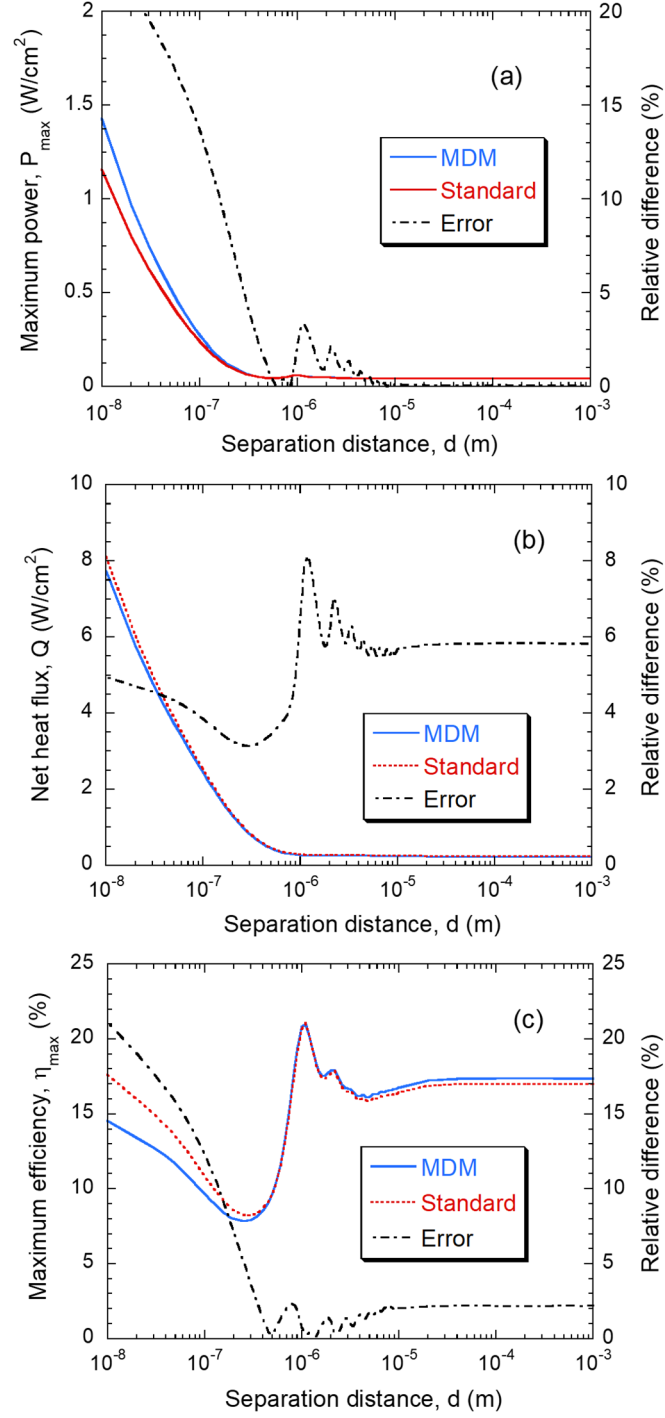 2 20
(a)
1.5 15
1 10
0.5 5
0 0
Maximum power, P_max (W/cm²)
Relative difference (%)
MDM
Standard
Error
10⁻⁸ 10⁻⁷ 10⁻⁶ 10⁻⁵ 10⁻⁴ 10⁻³
Separation distance, d (m)
10 10
(b)
8 8
6 6
4 4
2 2
0 0
Net heat flux, Q (W/cm²)
Relative difference (%)
MDM
Standard
Error
10⁻⁸ 10⁻⁷ 10⁻⁶ 10⁻⁵ 10⁻⁴ 10⁻³
Separation distance, d (m)
25 25
(c)
20 20
15 15
10 10
5 5
0 0
Maximum efficiency, η_max (%)
Relative difference (%)
MDM
Standard
Error
10⁻⁸ 10⁻⁷ 10⁻⁶ 10⁻⁵ 10⁻⁴ 10⁻³
Separation distance, d (m)